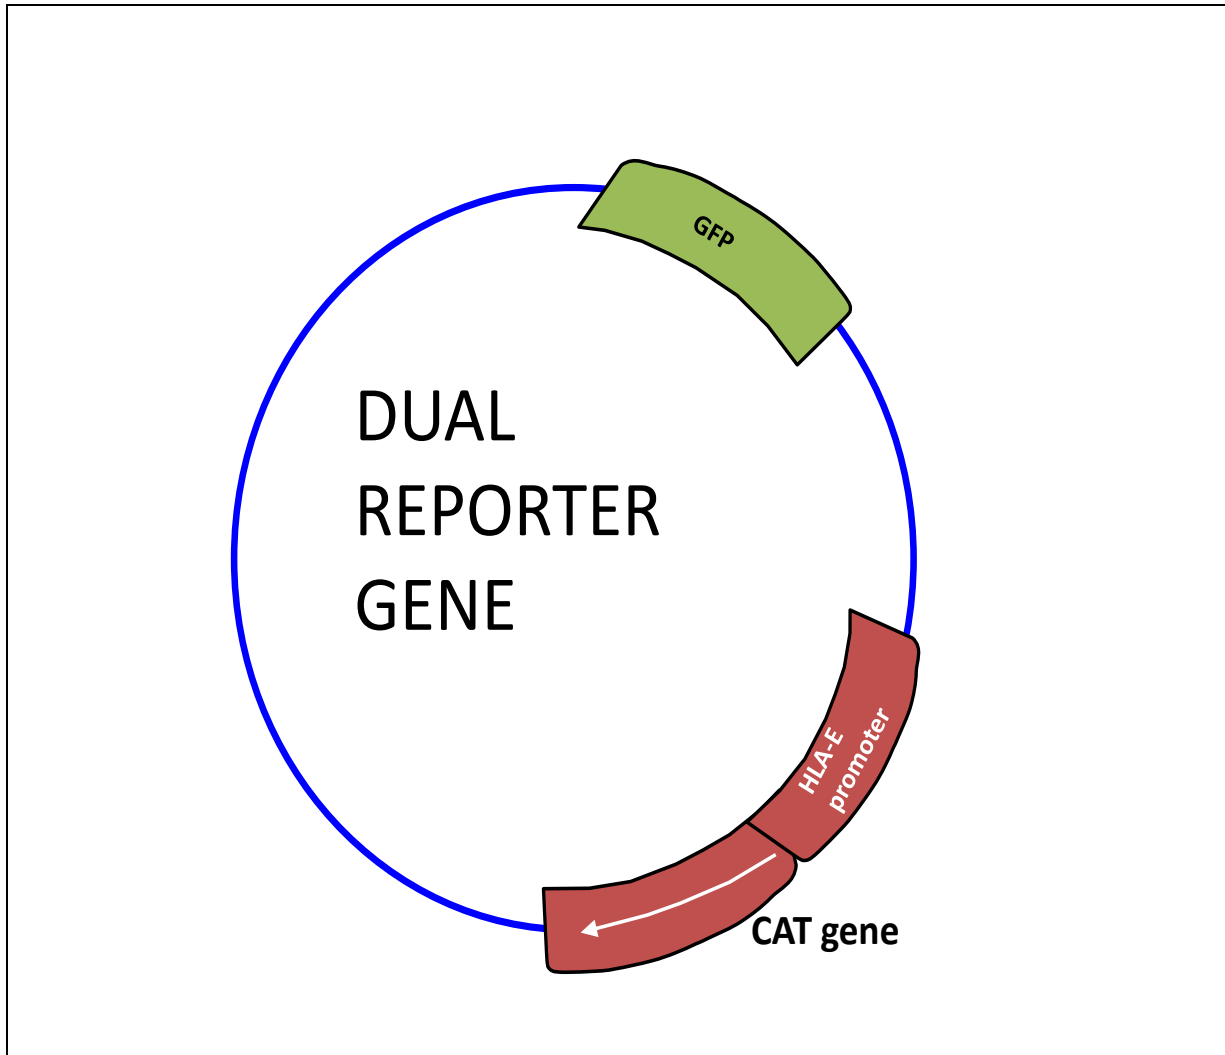 GFP
DUAL
REPORTER
GENE
HLA-E
promoter
CAT gene